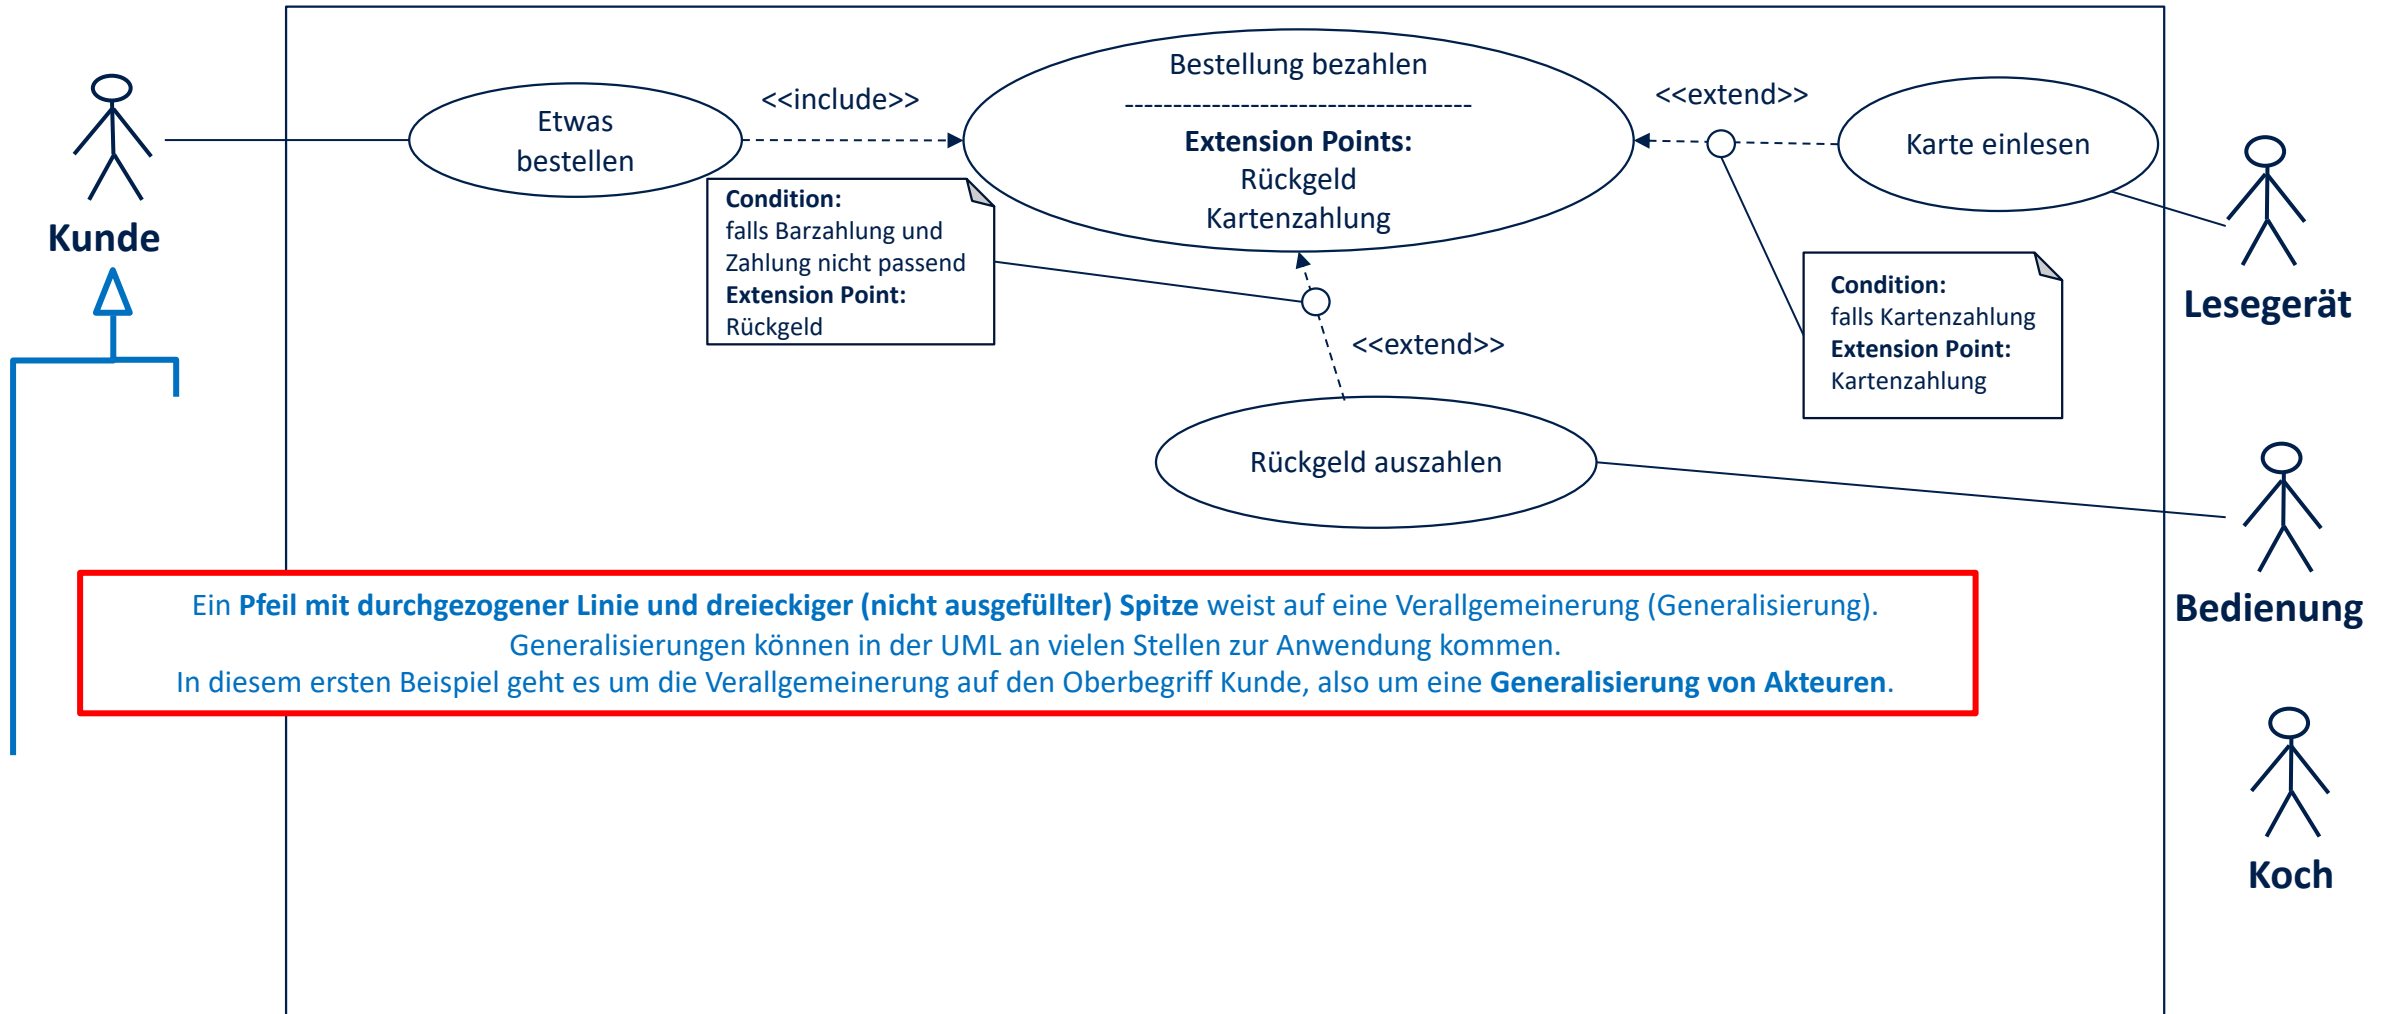 Kunde
Etwas
bestellen
<<include>>
Bestellung bezahlen
------------------------------------
Extension Points:
Rückgeld
Kartenzahlung
<<extend>>
Karte einlesen
Lesegerät
Condition:
falls Barzahlung und
Zahlung nicht passend
Extension Point:
Rückgeld
<<extend>>
Condition:
falls Kartenzahlung
Extension Point:
Kartenzahlung
Rückgeld auszahlen
Bedienung
Ein Pfeil mit durchgezogener Linie und dreieckiger (nicht ausgefüllter) Spitze weist auf eine Verallgemeinerung (Generalisierung).
Generalisierungen können in der UML an vielen Stellen zur Anwendung kommen.
In diesem ersten Beispiel geht es um die Verallgemeinerung auf den Oberbegriff Kunde, also um eine Generalisierung von Akteuren.
Koch